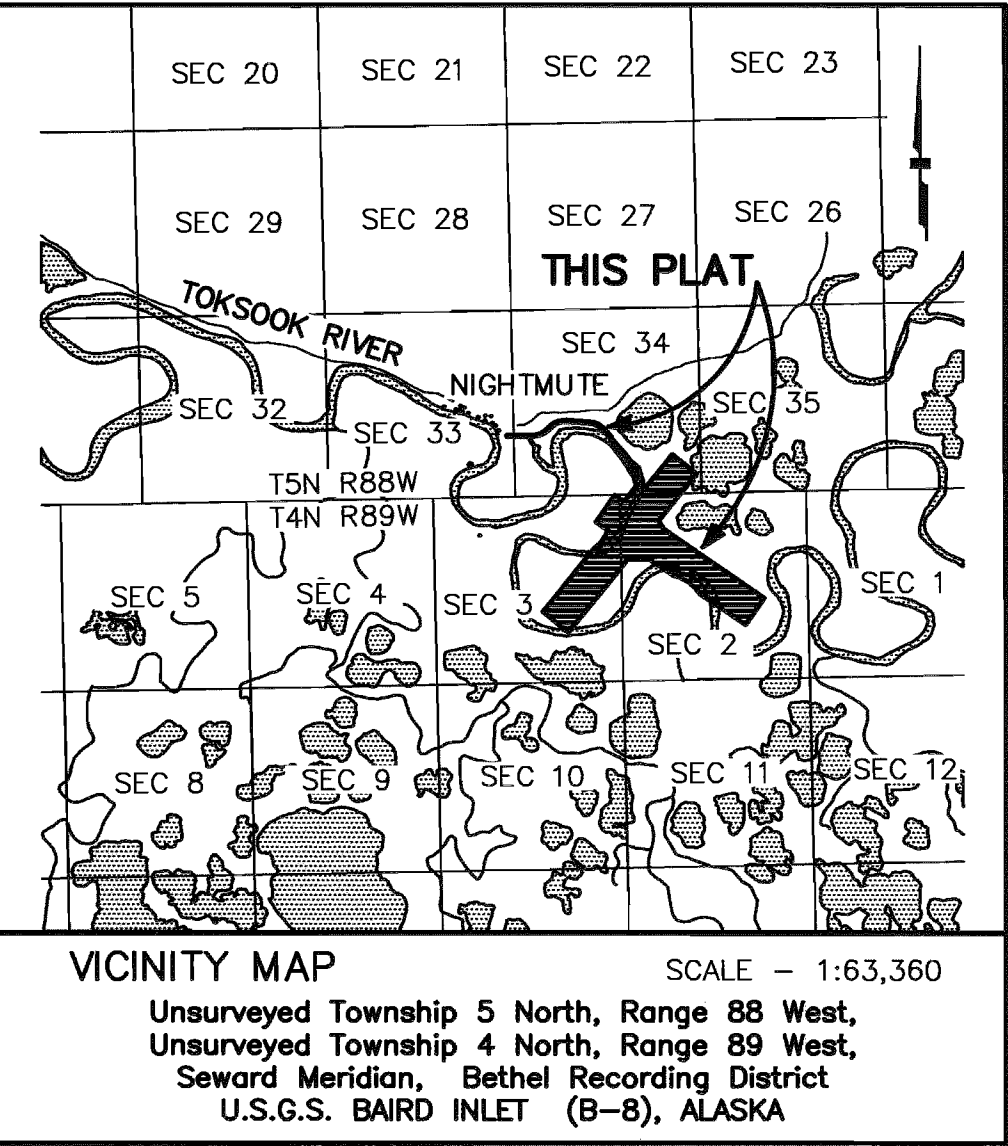 SEC 20
SEC 21
SEC 22
SEC 23
SEC 29
SEC 28
SEC 27
SEC 26
THIS PLAT
TOKSOOK RIVER
SEC 34
NIGHTMUTE
SEC 32
SEC 33
SEC 35
T5N R88W
T4N R89W
SEC 5
SEC 4
SEC 3
SEC 2
SEC 1
SEC 8
SEC 9
SEC 10
SEC 11
SEC 12
VICINITY MAP
SCALE – 1:63,360
Unsurveyed Township 5 North, Range 88 West,
Unsurveyed Township 4 North, Range 89 West,
Seward Meridian, Bethel Recording District
U.S.G.S. BAIRD INLET (B–8), ALASKA